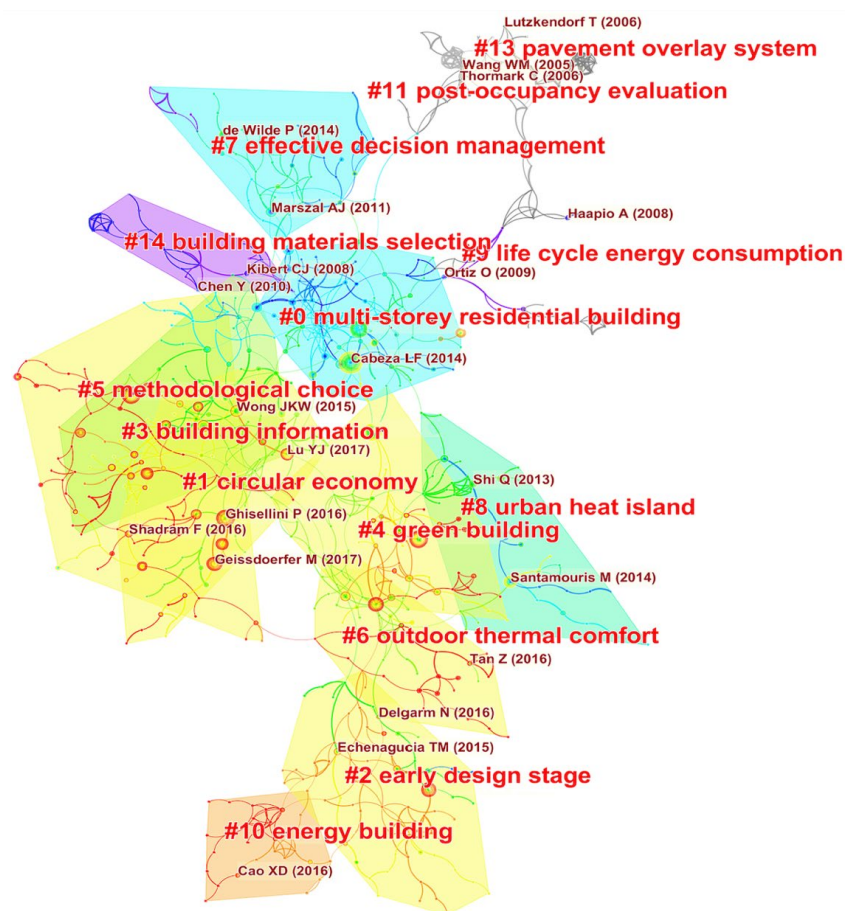 Lutzkendorf T (2006)
#13 pavement overlay system
Wang WM (2005)
Thormark C (2006)
#11 post-occupancy evaluation
de Wilde P (2014)
#7 effective decision management
Marszal AJ (2011)
Haapio A (2008)
#14 building materials selection
#9 life cycle energy consumption
Kibert CJ (2008)
Ortiz O (2009)
Chen Y (2010)
#0 multi-storey residential building
Cabeza LF (2014)
#5 methodological choice
Wong JKW (2015)
#3 building information
Lu YJ (2017)
#1 circular economy
Shi Q (2013)
#8 urban heat island
Ghisellini P (2016)
Shadram F (2016)
#4 green building
Geissdoerfer M (2017)
Santamouris M (2014)
#6 outdoor thermal comfort
Tan Z (2016)
Delgarm N (2016)
Echenagucia TM (2015)
#2 early design stage
#10 energy building
Cao XD (2016)